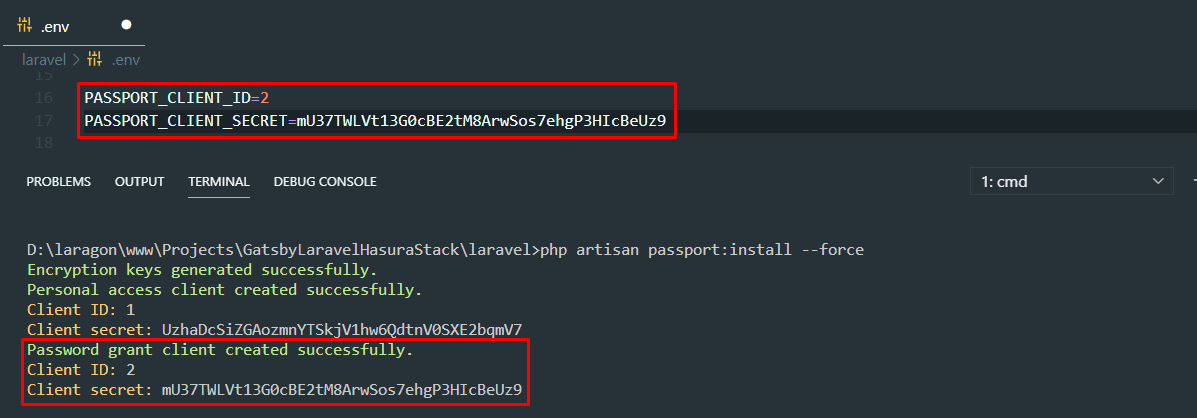 .env
laravel > .env
15
16 PASSPORT_CLIENT_ID=2
17 PASSPORT_CLIENT_SECRET=mU37TWLVt13G0cBE2tM8ArwSos7ehgP3HIcBeUz9
18
PROBLEMS OUTPUT TERMINAL DEBUG CONSOLE 1: cmd
D:\laragon\www\Projects\GatsbyLaravelHasuraStack\laravel>php artisan passport:install --force
Encryption keys generated successfully.
Personal access client created successfully.
Client ID: 1
Client secret: UzhaDcSiZGAozmnYTSkjV1hw6QdtnV0SXE2bqmV7
Password grant client created successfully.
Client ID: 2
Client secret: mU37TWLVt13G0cBE2tM8ArwSos7ehgP3HIcBeUz9